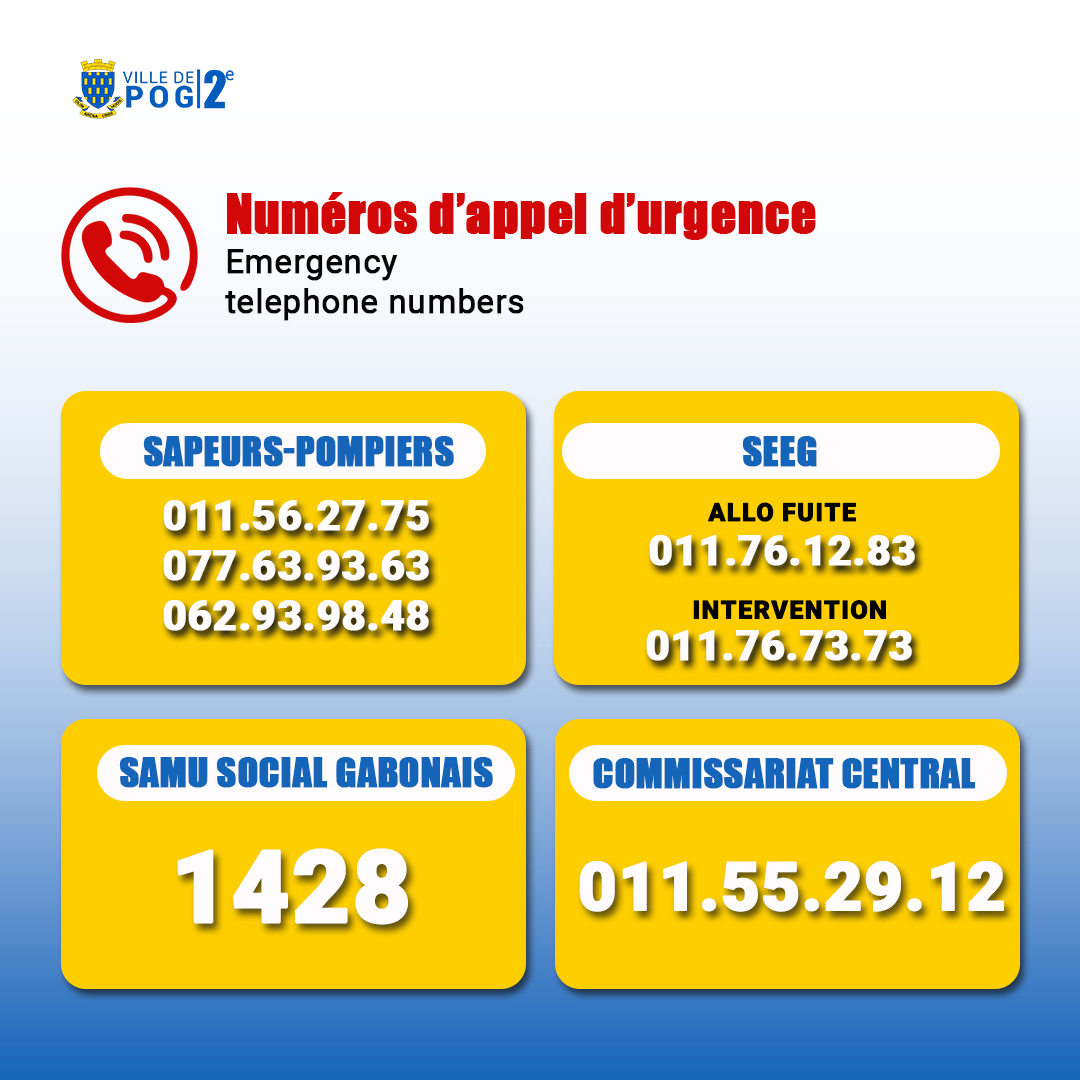 VILLE DE
POG 2e
Numéros d'appel d'urgence
Emergency
telephone numbers
SAPEURS-POMPIERS
011.56.27.75
077.63.93.63
062.93.98.48
SEEG
ALLO FUITE
011.76.12.83
INTERVENTION
011.76.73.73
SAMU SOCIAL GABONAIS
1428
COMMISSARIAT CENTRAL
011.55.29.12